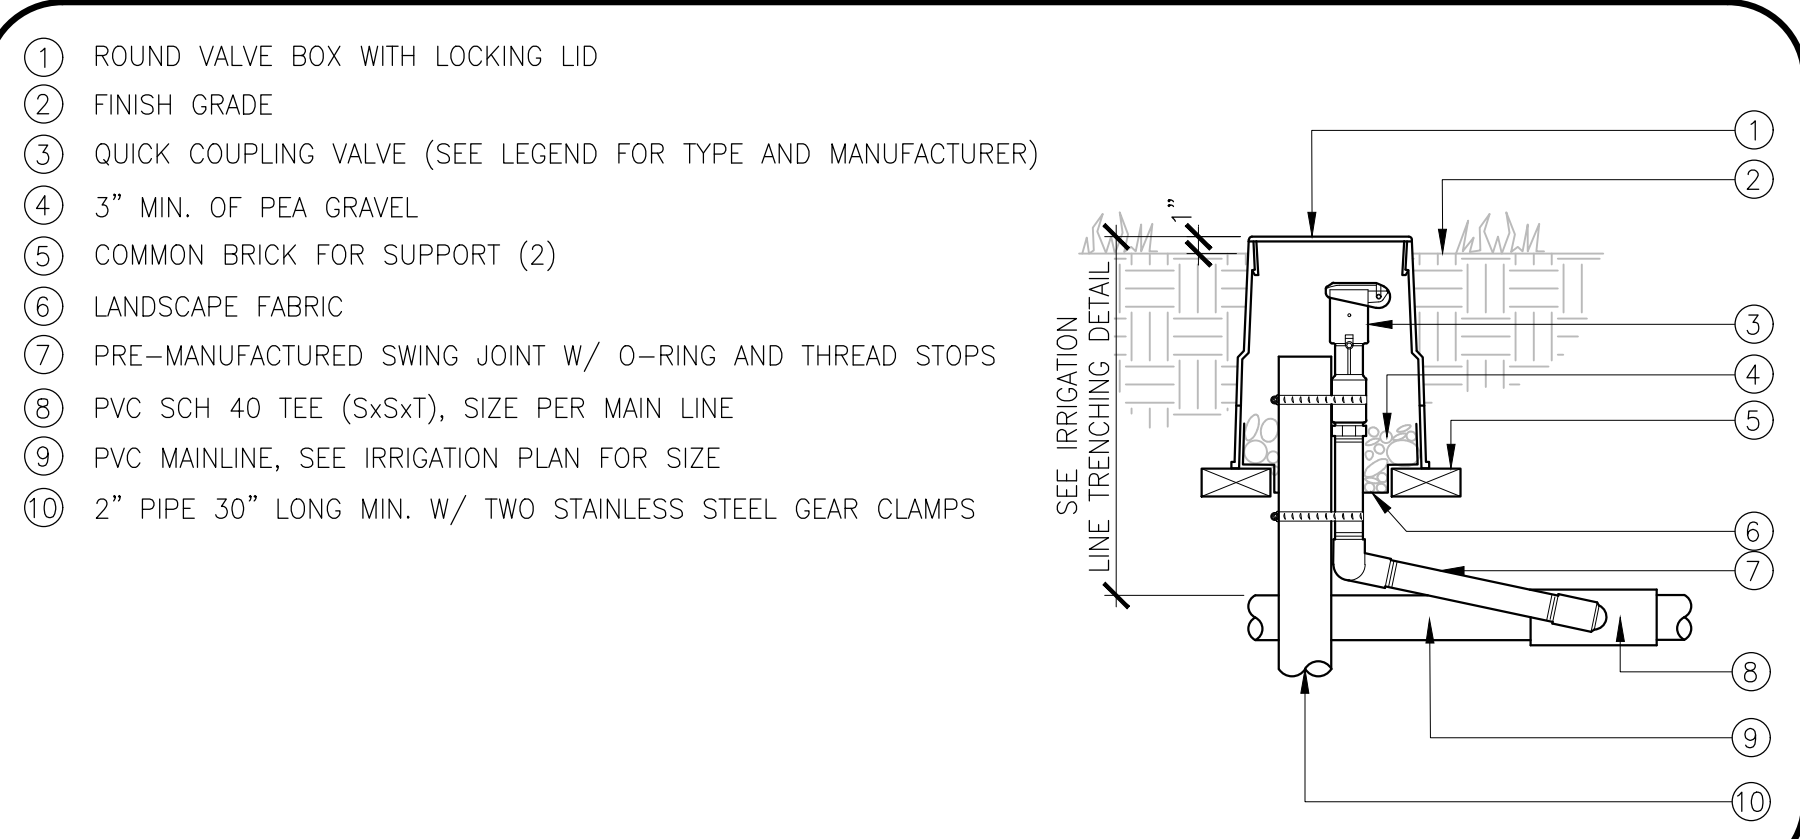 1 ROUND VALVE BOX WITH LOCKING LID
2 FINISH GRADE
3 QUICK COUPLING VALVE (SEE LEGEND FOR TYPE AND MANUFACTURER)
4 3” MIN. OF PEA GRAVEL
5 COMMON BRICK FOR SUPPORT (2)
6 LANDSCAPE FABRIC
7 PRE-MANUFACTURED SWING JOINT W/ O-RING AND THREAD STOPS
8 PVC SCH 40 TEE (SxSxT), SIZE PER MAIN LINE
9 PVC MAINLINE, SEE IRRIGATION PLAN FOR SIZE
10 2” PIPE 30” LONG MIN. W/ TWO STAINLESS STEEL GEAR CLAMPS
1”
SEE IRRIGATION
LINE TRENCHING DETAIL
1
2
3
4
5
6
7
8
9
10